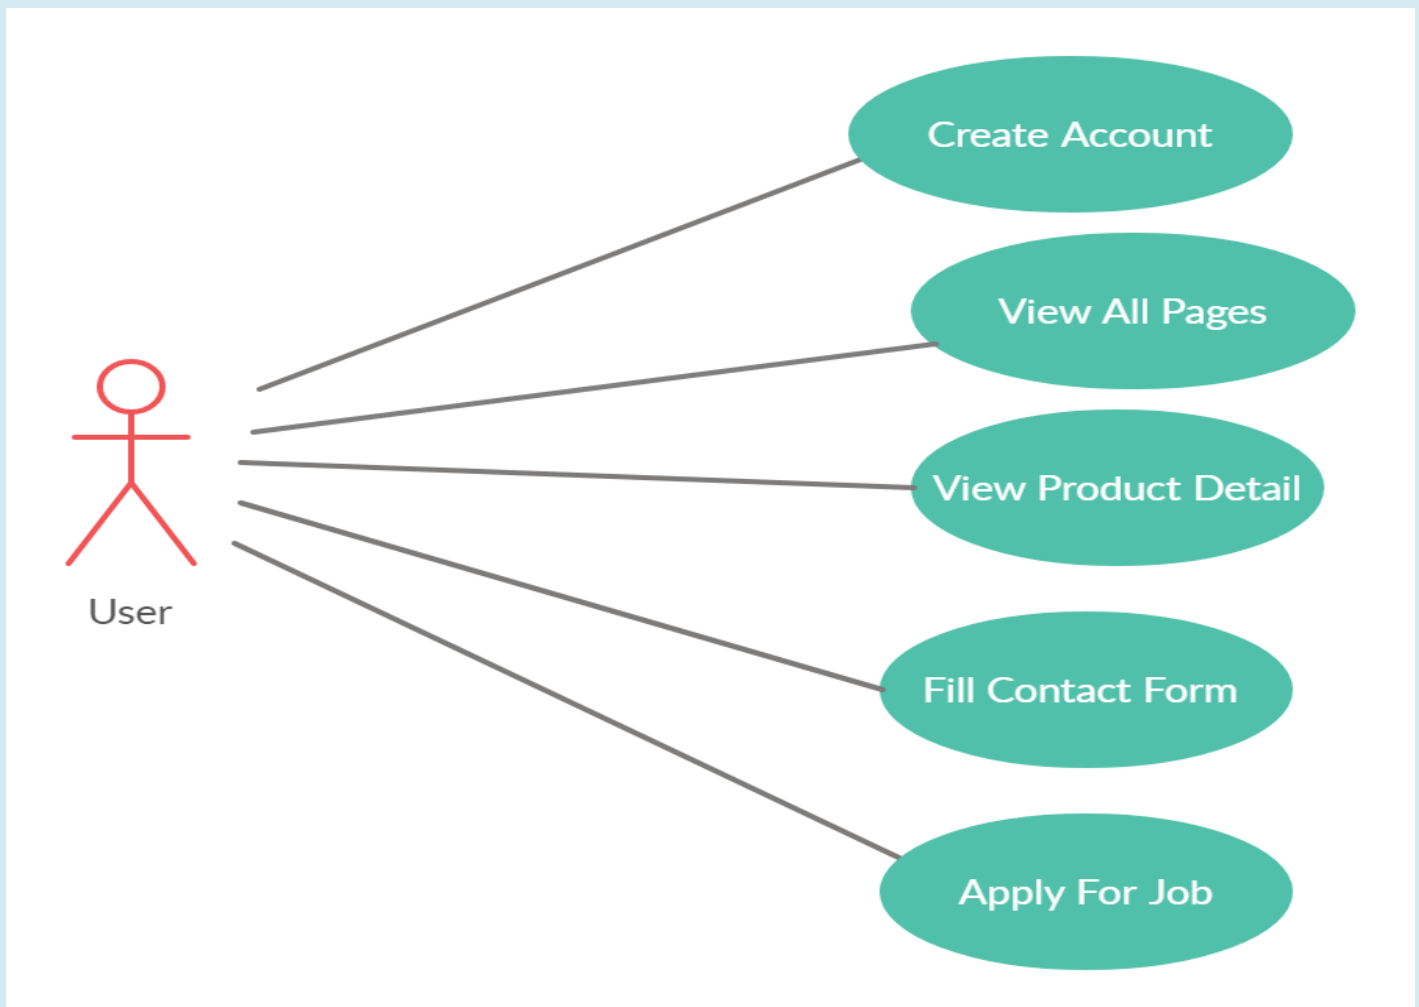 Create Account
View All Pages
View Product Detail
User
Fill Contact Form
Apply For Job